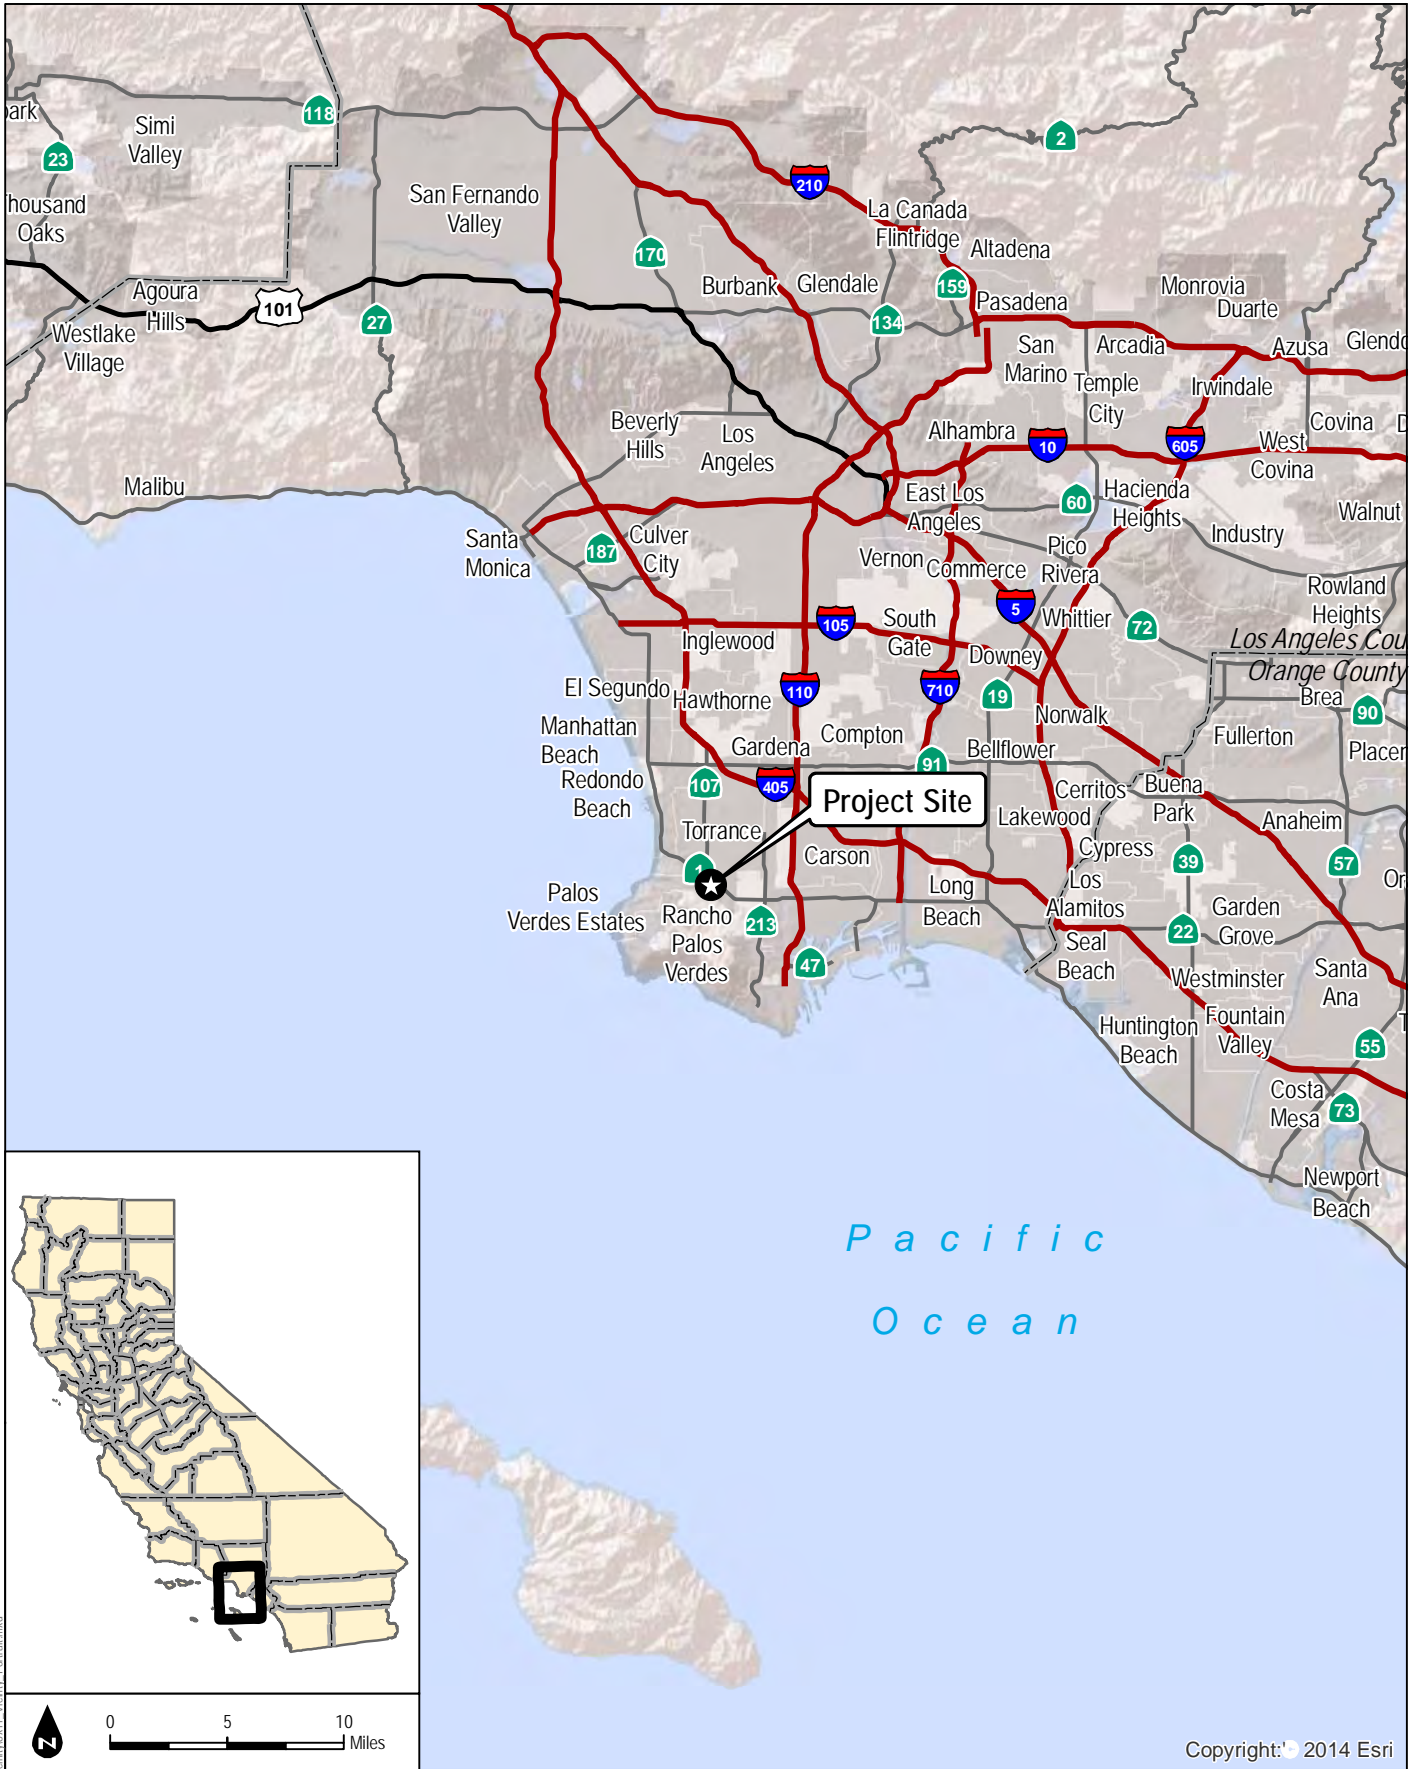 118
2
ark
Simi
Valley
23
210
Thousand
Oaks
San Fernando
Valley
La Canada
Flintridge
Altadena
170
159
Burbank
Glendale
Monrovia
Duarte
Agoura
Hills
101
27
134
Pasadena
Westlake
Village
San
Marino
Arcadia
Azusa
Glendo
Temple
City
Irwindale
Beverly
Hills
Los
Angeles
Alhambra
10
605
Covina
West
Covina
Malibu
East Los
Angeles
60
Hacienda
Heights
Walnut
Santa
Monica
187
Culver
City
Industry
Vernon
Commerce
Pico
Rivera
Rowland
Heights
105
South
Gate
5
Whittier
72
Inglewood
Downey
Los Angeles Cou
Orange County
El Segundo
Hawthorne
110
710
19
Norwalk
Brea
90
Manhattan
Beach
Gardena
Compton
Bellflower
Fullerton
Placer
91
Redondo
Beach
107
405
Project Site
Cerritos
Buena
Park
Lakewood
Anaheim
Torrance
Carson
Cypress
39
57
1
Long
Beach
Los
Alamitos
Or
Palos
Verdes Estates
Rancho
Palos
Verdes
213
Garden
Grove
22
47
Seal
Beach
Westminster
Santa
Ana
Huntington
Beach
Fountain
Valley
55
Costa
Mesa
73
Newport
Beach
Pacific
Ocean
N
0
5
10
Miles
Copyright: 2014 Esri